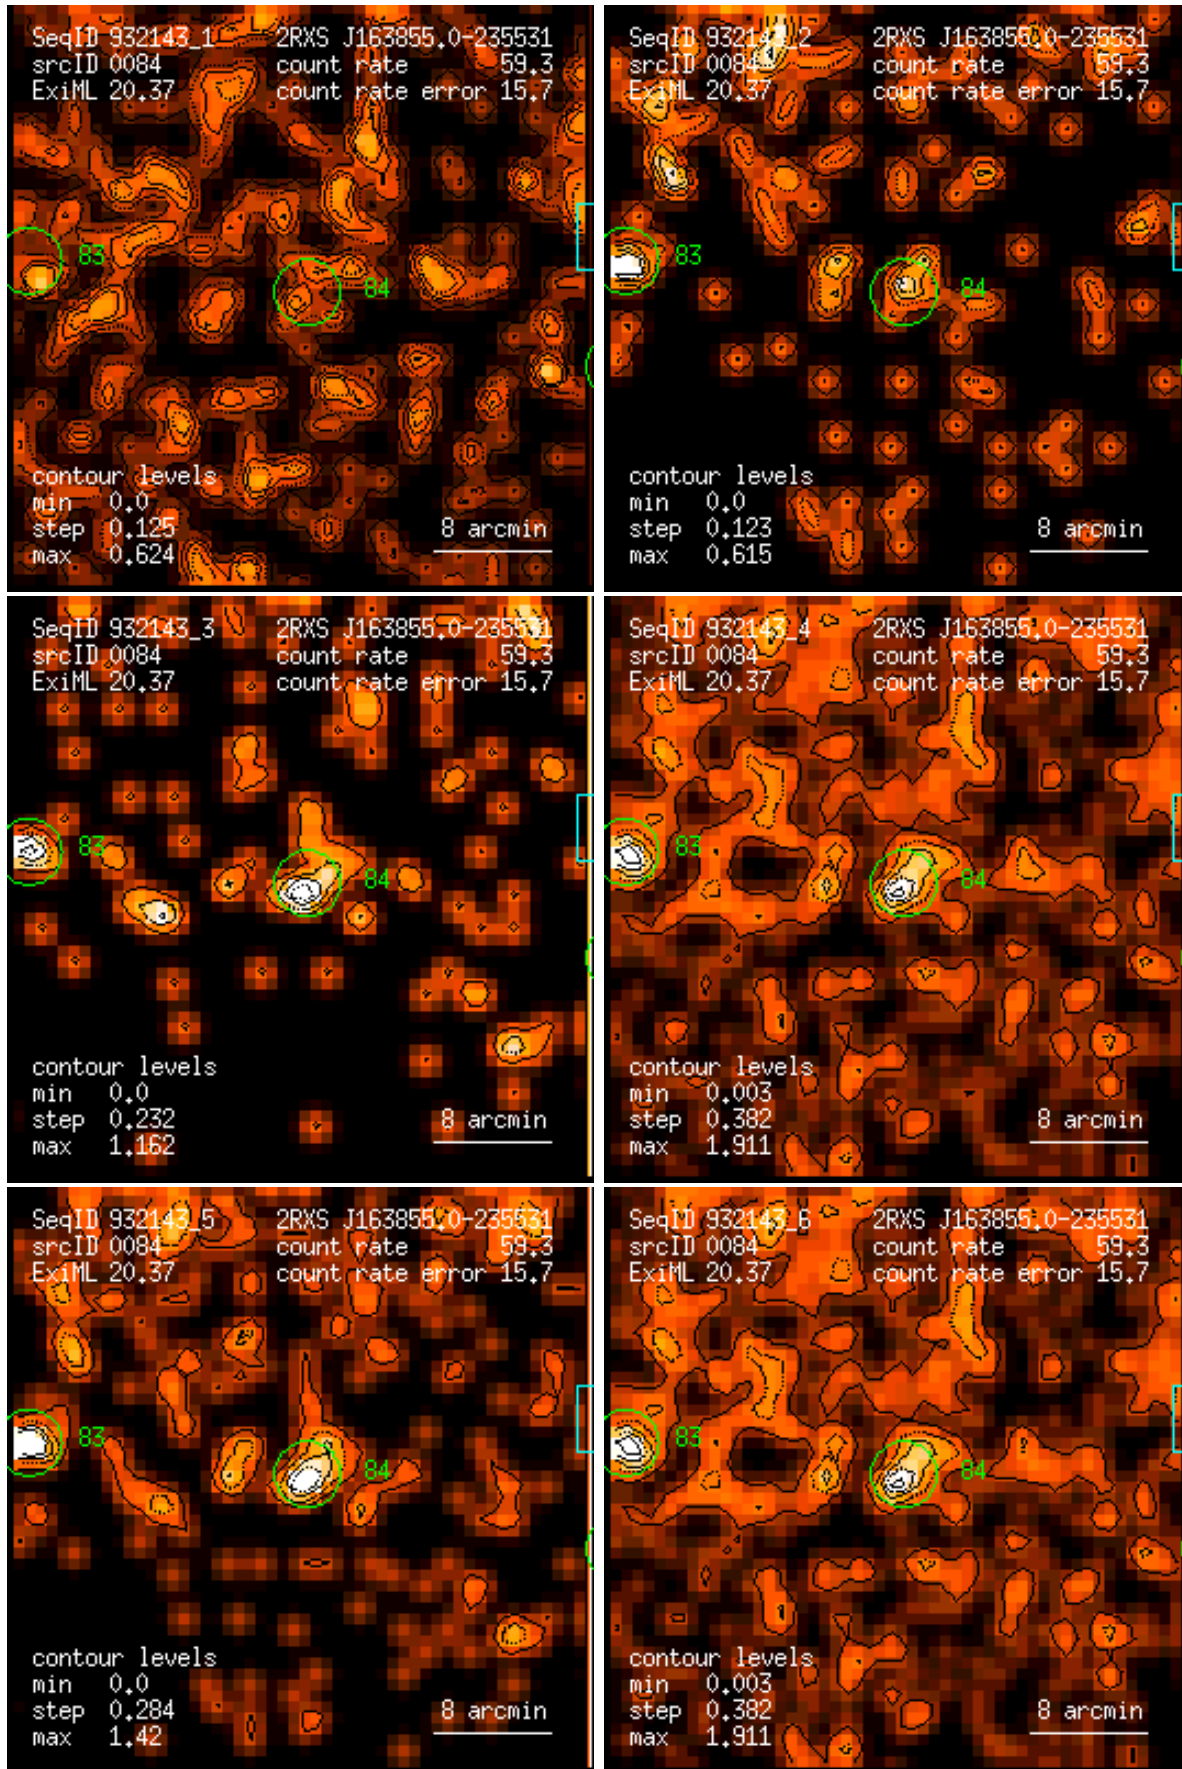 SeqID 932143_1 2RXS J163855.0-235531
srcID 0084 count rate 59.3
ExiML 20.37 count rate error 15.7
83
84
contour levels
min 0.0
step 0.125 8 arcmin
max 0.624
SeqID 932143_2 2RXS J163855.0-235531
srcID 0084 count rate 59.3
ExiML 20.37 count rate error 15.7
83
84
contour levels
min 0.0
step 0.123 8 arcmin
max 0.615
SeqID 932143_3 2RXS J163855.0-235531
srcID 0084 count rate 59.3
ExiML 20.37 count rate error 15.7
83
84
contour levels
min 0.0
step 0.232 8 arcmin
max 1.162
SeqID 932143_4 2RXS J163855.0-235531
srcID 0084 count rate 59.3
ExiML 20.37 count rate error 15.7
83
84
contour levels
min 0.003
step 0.382 8 arcmin
max 1.911
SeqID 932143_5 2RXS J163855.0-235531
srcID 0084 count rate 59.3
ExiML 20.37 count rate error 15.7
83
84
contour levels
min 0.0
step 0.284 8 arcmin
max 1.42
SeqID 932143_6 2RXS J163855.0-235531
srcID 0084 count rate 59.3
ExiML 20.37 count rate error 15.7
83
84
contour levels
min 0.003
step 0.382 8 arcmin
max 1.911